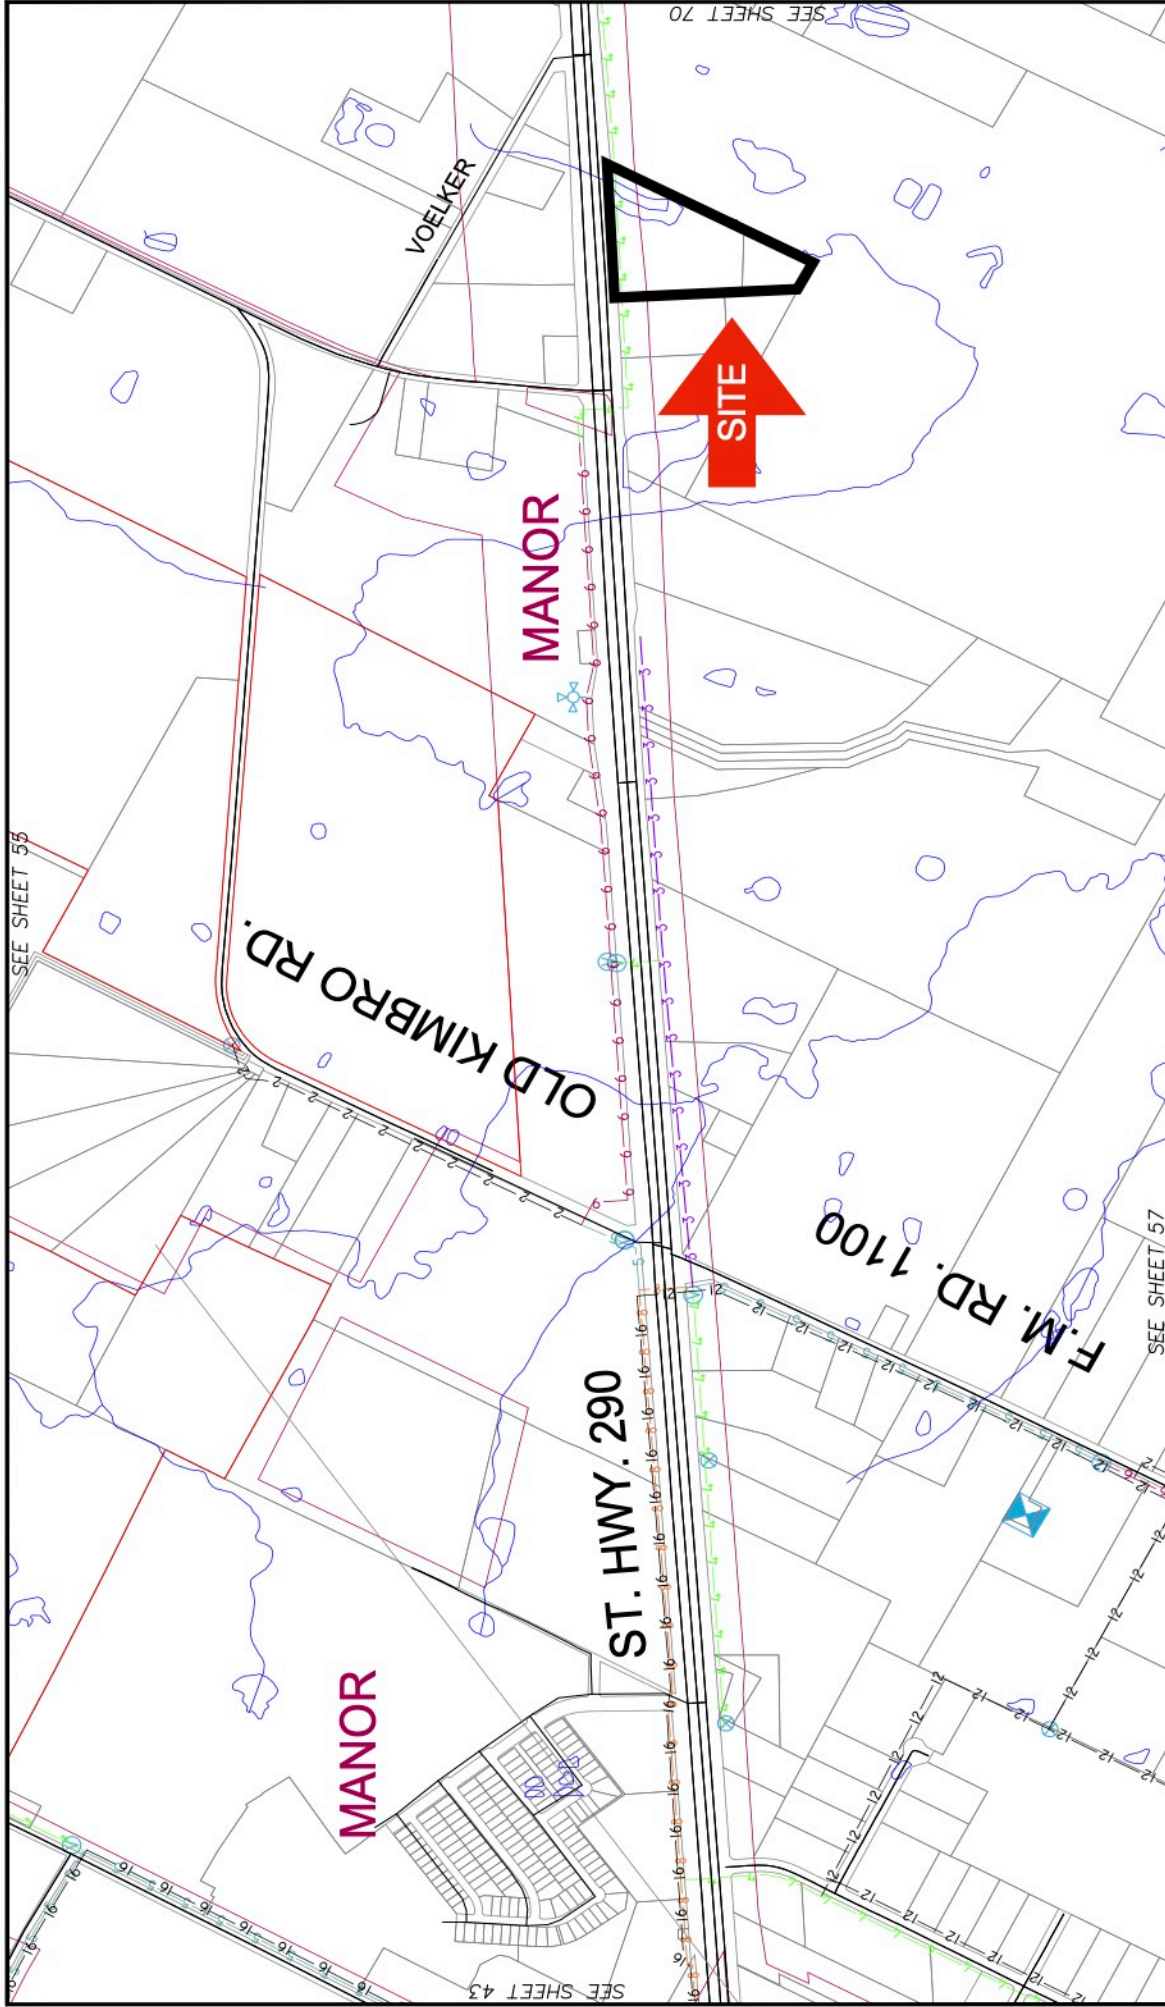 SEE SHEET 70
VOELKER
SITE
MANOR
SEE SHEET 55
OLD KIMBRO RD.
F.M. RD. 1100
SEE SHEET 57
ST. HWY. 290
MANOR
SEE SHEET 43